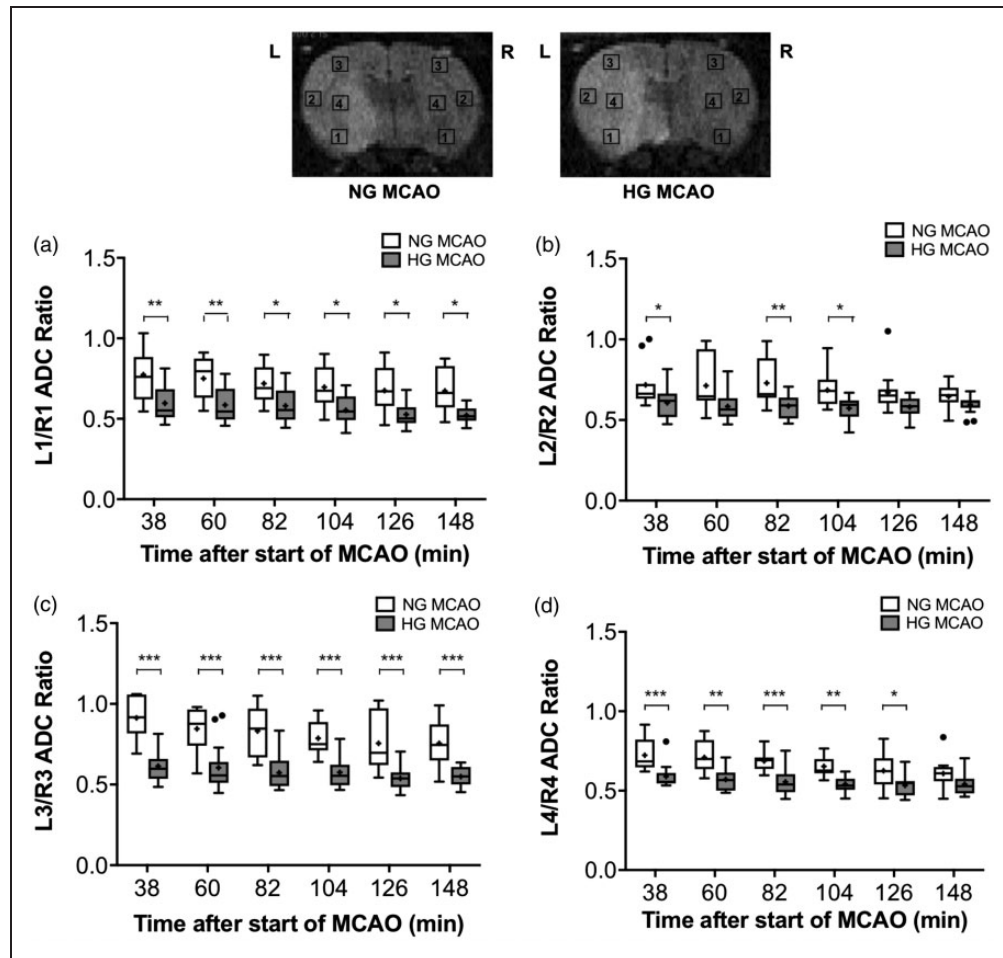 L R L R
3 3 3 3
2 4 4 2 2 4 4 2
1 1 1 1
NG MCAO HG MCAO
(a)
NG MCAO
HG MCAO
L1/R1 ADC Ratio
1.5
1.0
0.5
0.0
** ** * * * *
38 60 82 104 126 148
Time after start of MCAO (min)
(b)
NG MCAO
HG MCAO
L2/R2 ADC Ratio
1.5
1.0
0.5
0.0
* ** *
38 60 82 104 126 148
Time after start of MCAO (min)
(c)
NG MCAO
HG MCAO
L3/R3 ADC Ratio
1.5
1.0
0.5
0.0
*** *** *** *** *** ***
38 60 82 104 126 148
Time after start of MCAO (min)
(d)
NG MCAO
HG MCAO
L4/R4 ADC Ratio
1.5
1.0
0.5
0.0
*** ** *** ** *
38 60 82 104 126 148
Time after start of MCAO (min)